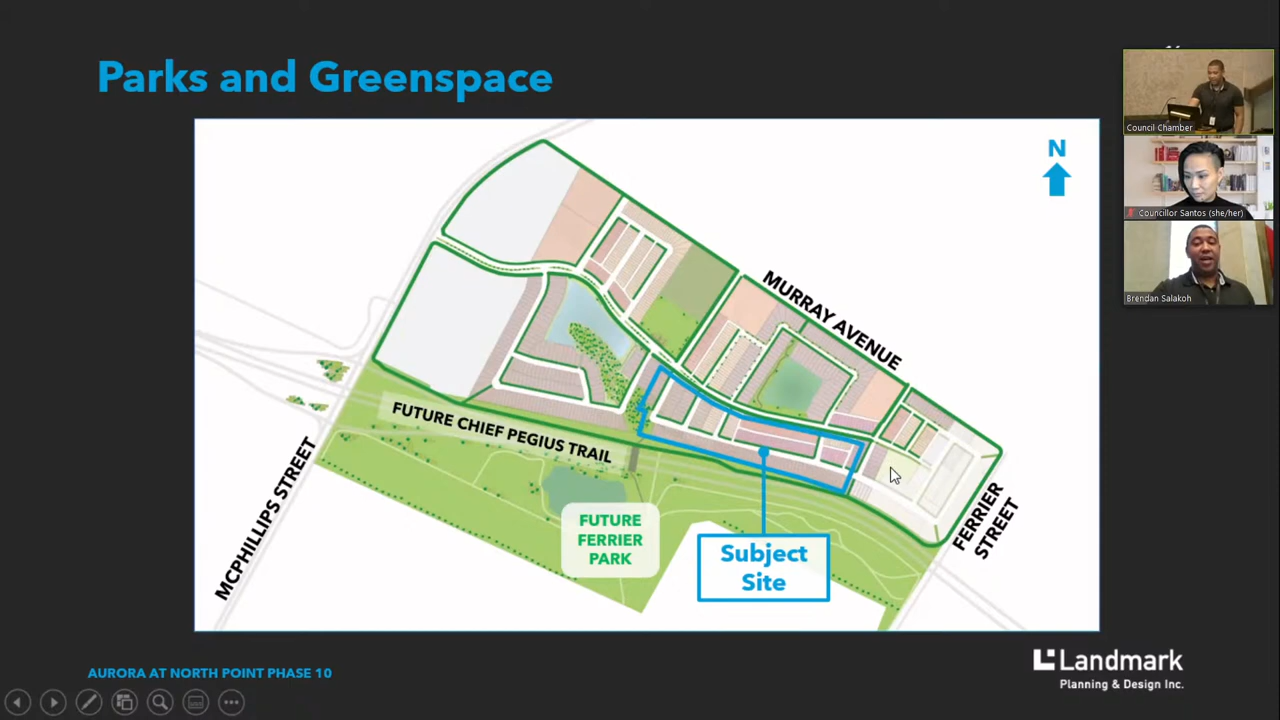 Parks and Greenspace
N
MURRAY AVENUE
FUTURE CHIEF PEGIUS TRAIL
MCPHILLIPS STREET
FUTURE
FERRIER
PARK
Subject
Site
FERRIER
STREET
AURORA AT NORTH POINT PHASE 10
Landmark
Planning & Design Inc.
Council Chamber
Councillor Santos (she/her)
Brendan Salakoh